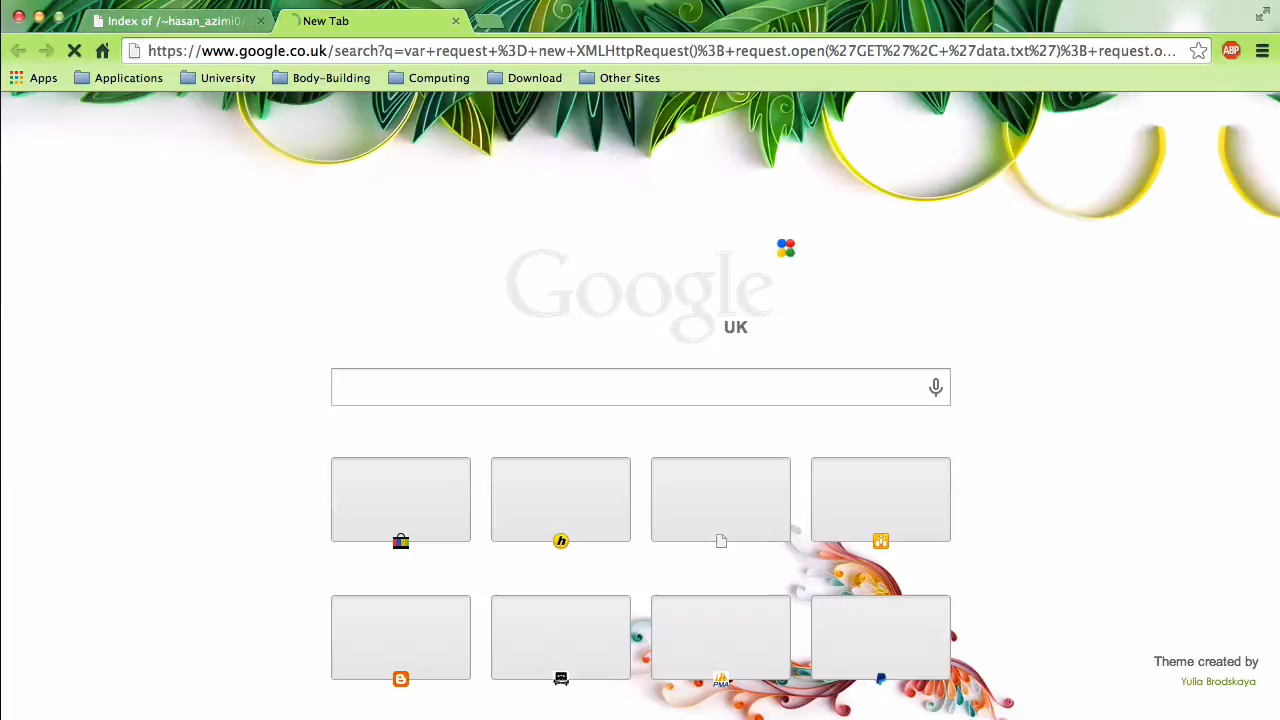 Index of /~hasan_azimi0/
New Tab
https://www.google.co.uk/search?q=var+request+%3D+new+XMLHttpRequest()%3B+request.open(%27GET%27%2C+%27data.txt%27)%3B+request.o...
ABP
Apps Applications University Body-Building Computing Download Other Sites
Google
UK
h
PMA
Theme created by
Yulia Brodskaya